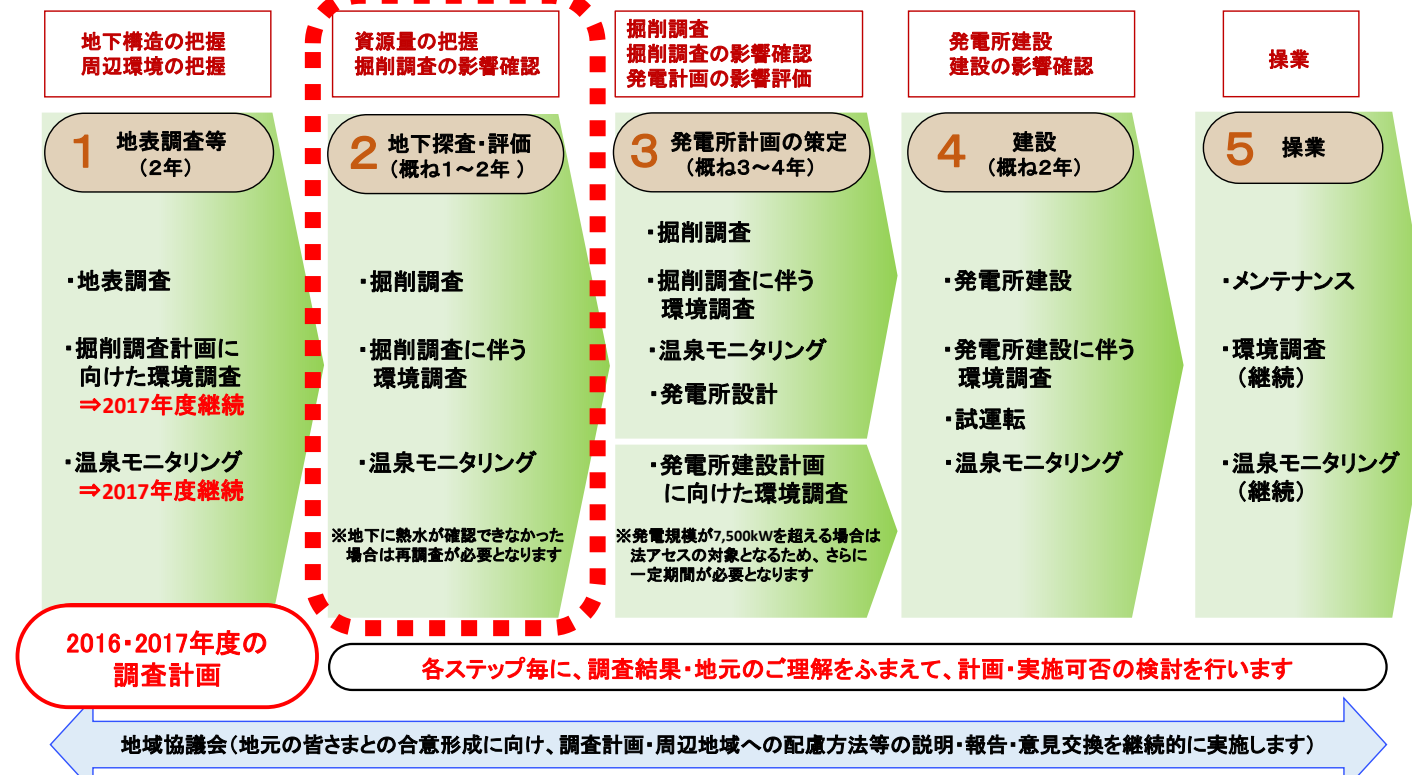 地下構造の把握
周辺環境の把握
1 地表調査等
(2年)
・地表調査
・掘削調査計画に
向けた環境調査
⇒2017年度継続
・温泉モニタリング
⇒2017年度継続
2016・2017年度の
調査計画
資源量の把握
掘削調査の影響確認
2 地下探査・評価
(概ね1~2年 )
・掘削調査
・掘削調査に伴う
環境調査
・温泉モニタリング
※地下に熱水が確認できなかった
場合は再調査が必要となります
掘削調査
掘削調査の影響確認
発電計画の影響評価
3 発電所計画の策定
(概ね3~4年)
・掘削調査
・掘削調査に伴う
環境調査
・温泉モニタリング
・発電所設計
・発電所建設計画
に向けた環境調査
※発電規模が7,500kWを超える場合は
法アセスの対象となるため、さらに
一定期間が必要となります
発電所建設
建設の影響確認
4 建設
(概ね2年)
・発電所建設
・発電所建設に伴う
環境調査
・試運転
・温泉モニタリング
操業
5 操業
・メンテナンス
・環境調査
(継続)
・温泉モニタリング
(継続)
各ステップ毎に、調査結果・地元のご理解をふまえて、計画・実施可否の検討を行います
地域協議会(地元の皆さまとの合意形成に向け、調査計画・周辺地域への配慮方法等の説明・報告・意見交換を継続的に実施します)